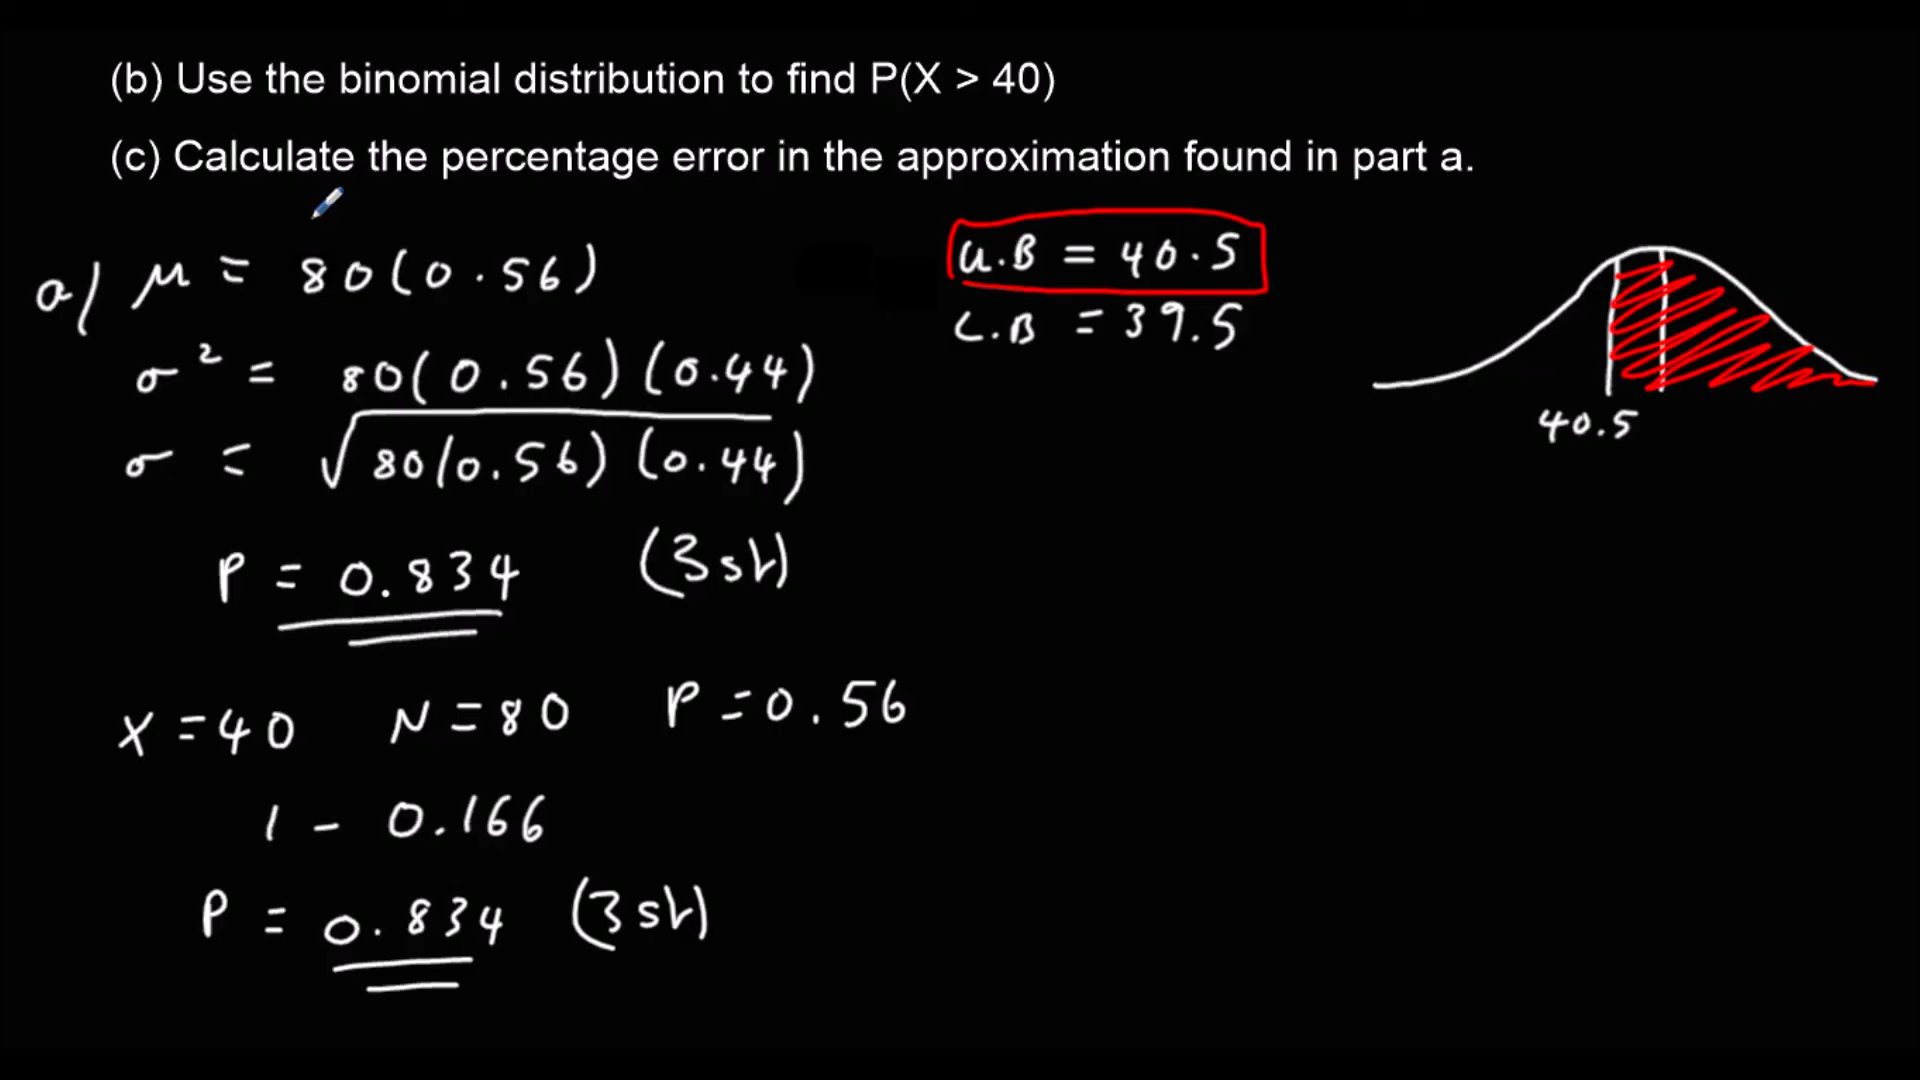 (b) Use the binomial distribution to find P(X > 40)
(c) Calculate the percentage error in the approximation found in part a.
a) μ = 80(0.56)
σ² = 80(0.56)(0.44)
σ = √80(0.56)(0.44)
P = 0.834 (3sf)
X = 40 N = 80 P = 0.56
1 - 0.166
P = 0.834 (3sf)
U.B = 40.5
L.B = 39.5
40.5